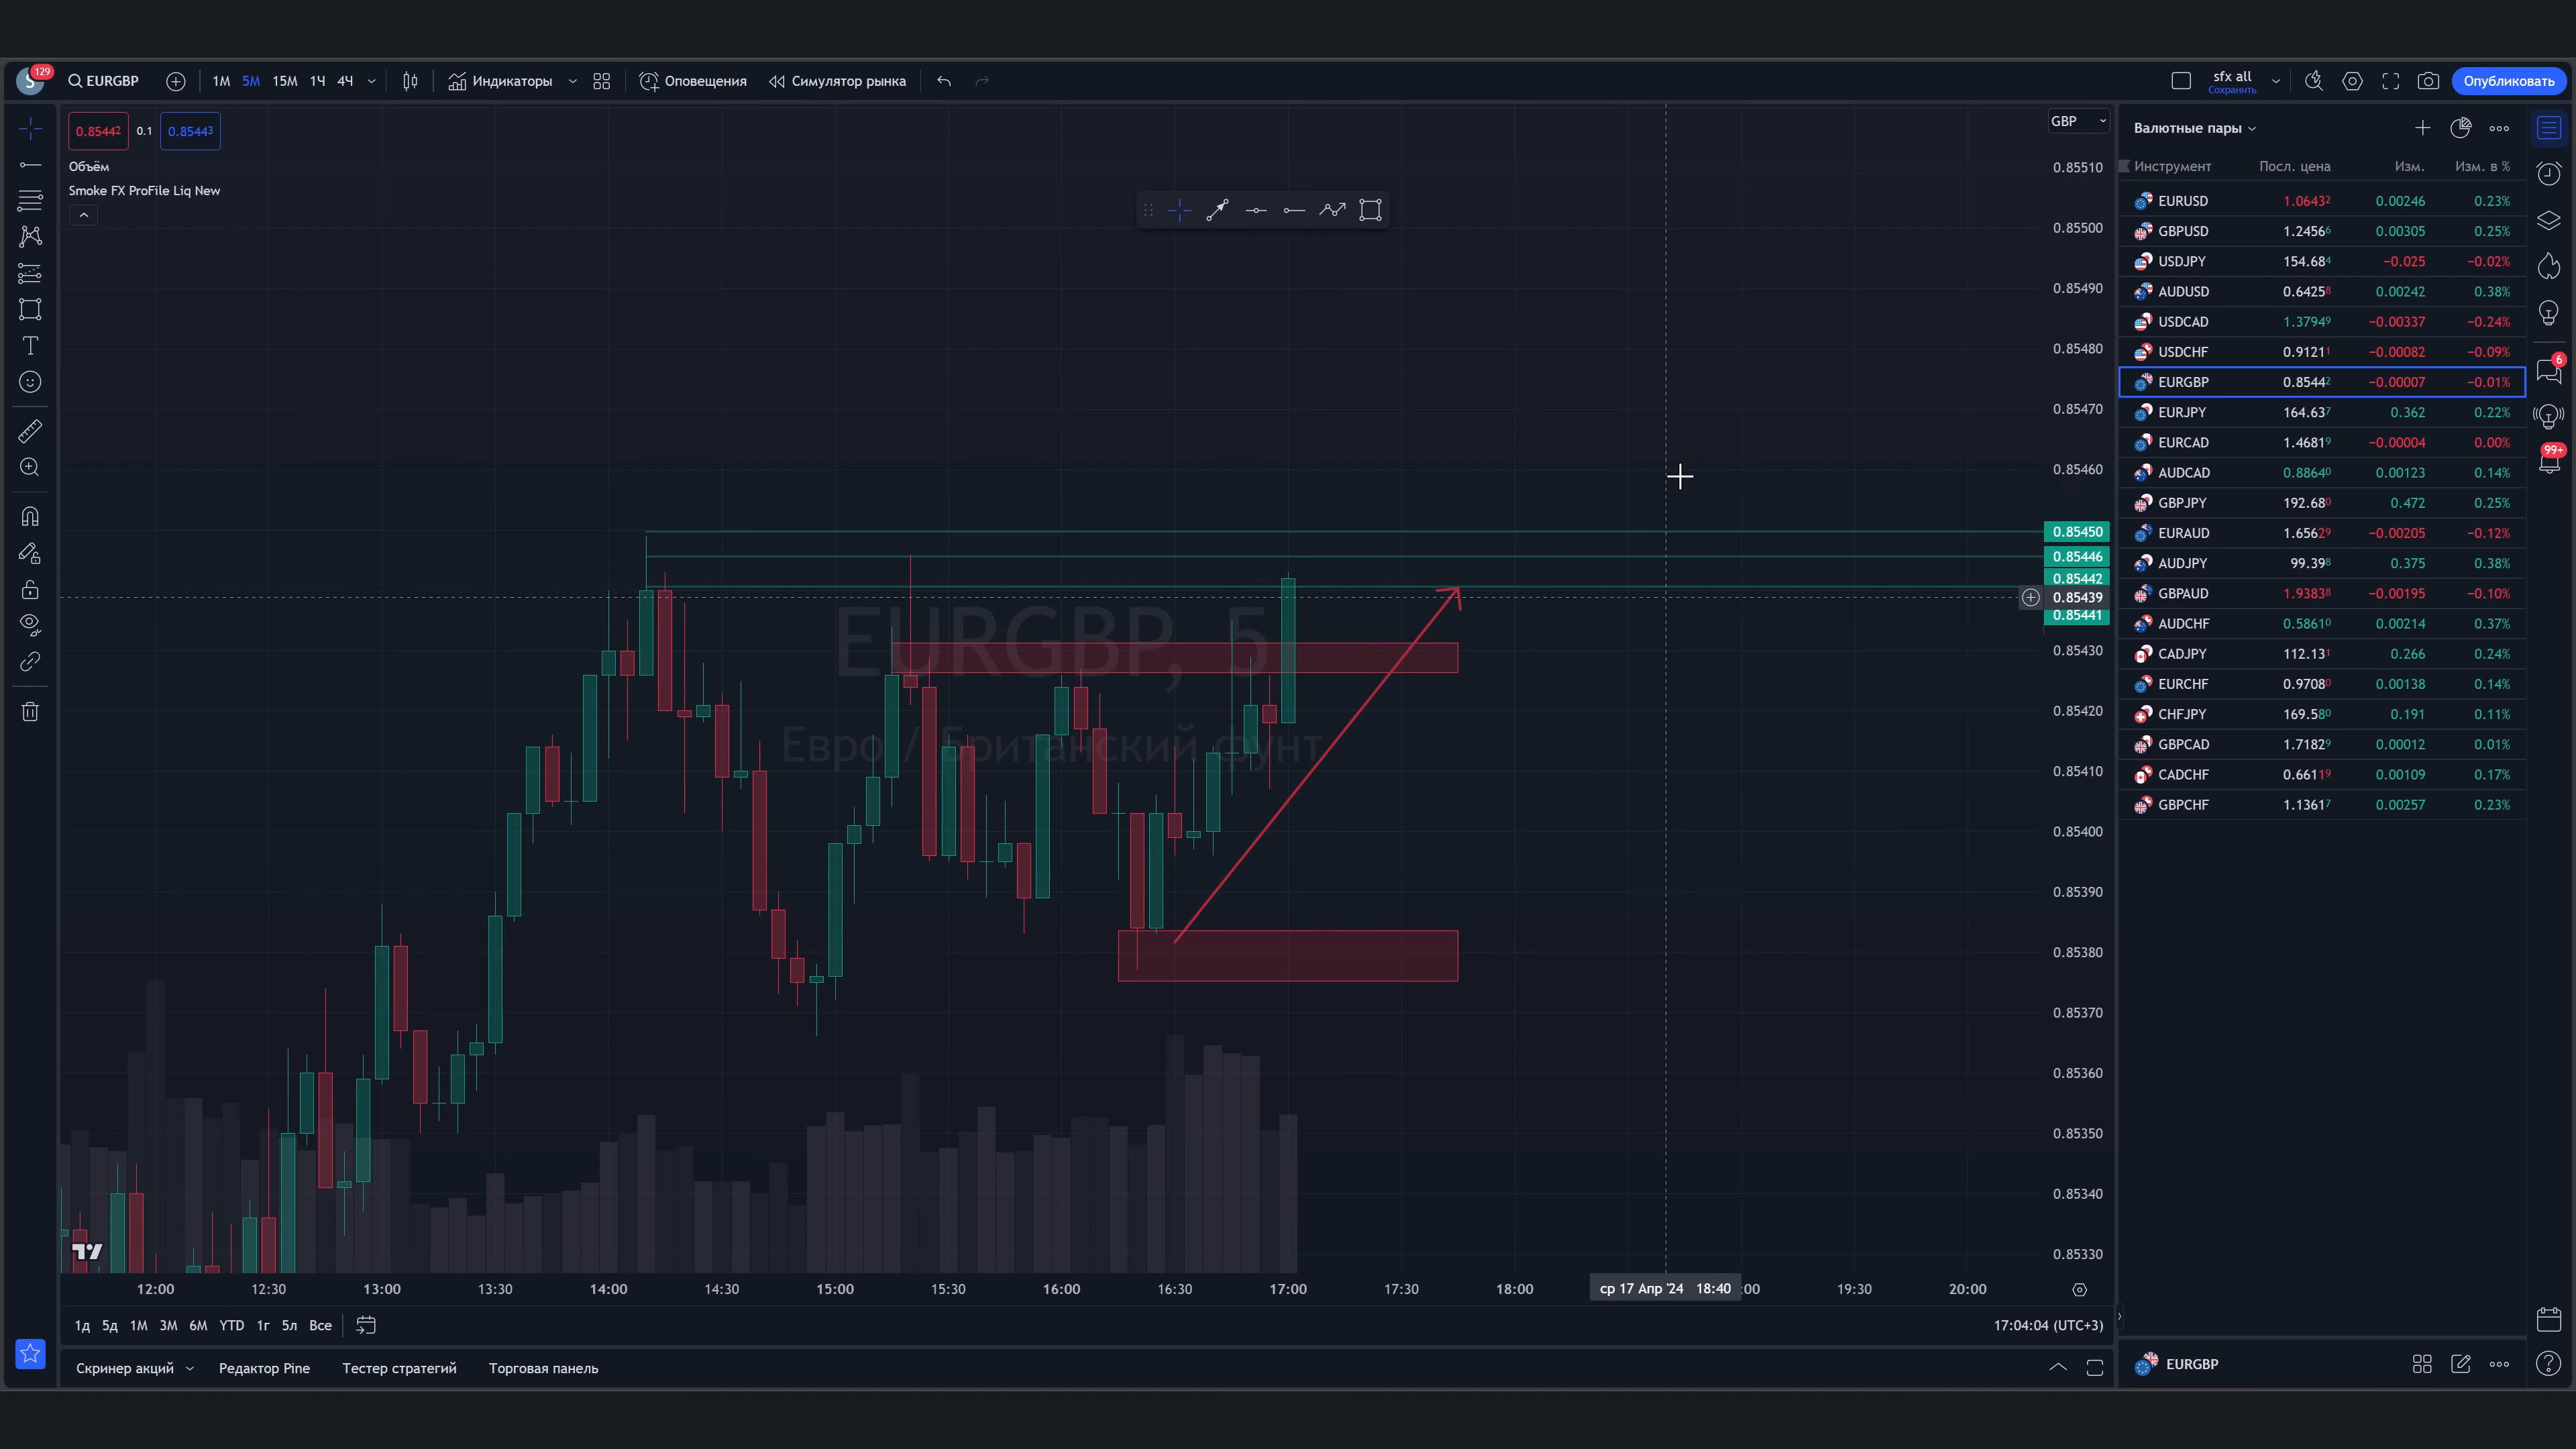 S 129 EURGBP 1М 5М 15М 1Ч 4Ч Индикаторы Оповещения Симулятор рынка sfx all Сохранить Опубликовать
0.85442 0.1 0.85443 GBP
Объём
Smoke FX ProFile Liq New
EURGBP, 5
Евро / Британский фунт
0.85510
0.85500
0.85490
0.85480
0.85470
0.85460
0.85450
0.85446
0.85442
0.85439
0.85441
0.85430
0.85420
0.85410
0.85400
0.85390
0.85380
0.85370
0.85360
0.85350
0.85340
0.85330
12:00 12:30 13:00 13:30 14:00 14:30 15:00 15:30 16:00 16:30 17:00 17:30 18:00 ср 17 Апр '24 18:40 :00 19:30 20:00
1д 5д 1М 3М 6М YTD 1г 5л Все 17:04:04 (UTC+3)
Скринер акций Редактор Pine Тестер стратегий Торговая панель
Валютные пары
Инструмент Посл. цена Изм. Изм. в %
EURUSD 1.06432 0.00246 0.23%
GBPUSD 1.24566 0.00305 0.25%
USDJPY 154.684 −0.025 −0.02%
AUDUSD 0.64258 0.00242 0.38%
USDCAD 1.37949 −0.00337 −0.24%
USDCHF 0.91211 −0.00082 −0.09%
EURGBP 0.85442 −0.00007 −0.01%
EURJPY 164.637 0.362 0.22%
EURCAD 1.46819 −0.00004 0.00%
AUDCAD 0.88640 0.00123 0.14%
GBPJPY 192.680 0.472 0.25%
EURAUD 1.65629 −0.00205 −0.12%
AUDJPY 99.398 0.375 0.38%
GBPAUD 1.93838 −0.00195 −0.10%
AUDCHF 0.58610 0.00214 0.37%
CADJPY 112.131 0.266 0.24%
EURCHF 0.97080 0.00138 0.14%
CHFJPY 169.580 0.191 0.11%
GBPCAD 1.71829 0.00012 0.01%
CADCHF 0.66119 0.00109 0.17%
GBPCHF 1.13617 0.00257 0.23%
EURGBP
6
99+